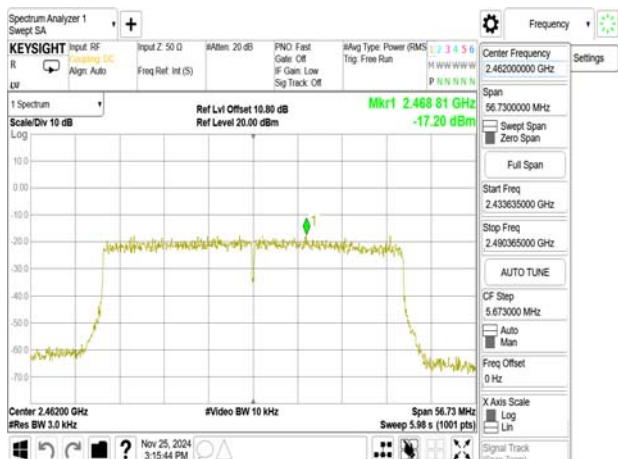 Spectrum Analyzer 1
Swept SA
Frequency
KEYSIGHT
R
Input: RF
Coupling: DC
Align: Auto
Input Z: 50 Ω
Freq Ref: Int (S)
#Atten: 20 dB
PNO: Fast
Gate: Off
IF Gain: Low
Sig Track: Off
#Avg Type: Power (RMS
Trig: Free Run
1 2 3 4 5 6
M W W W W W
P N N N N N
1 Spectrum
Scale/Div 10 dB
Ref Lvl Offset 10.80 dB
Ref Level 20.00 dBm
Mkr1 2.468 81 GHz
-17.20 dBm
Log
10.0
0.00
-10.0
-20.0
-30.0
-40.0
-50.0
-60.0
-70.0
1
Center 2.46200 GHz
#Res BW 3.0 kHz
#Video BW 10 kHz
Span 56.73 MHz
Sweep 5.98 s (1001 pts)
Nov 25, 2024
3:15:44 PM
Center Frequency
2.462000000 GHz
Settings
Span
56.7300000 MHz
Swept Span
Zero Span
Full Span
Start Freq
2.433635000 GHz
Stop Freq
2.490365000 GHz
AUTO TUNE
CF Step
5.673000 MHz
Auto
Man
Freq Offset
0 Hz
X Axis Scale
Log
Lin
Signal Track